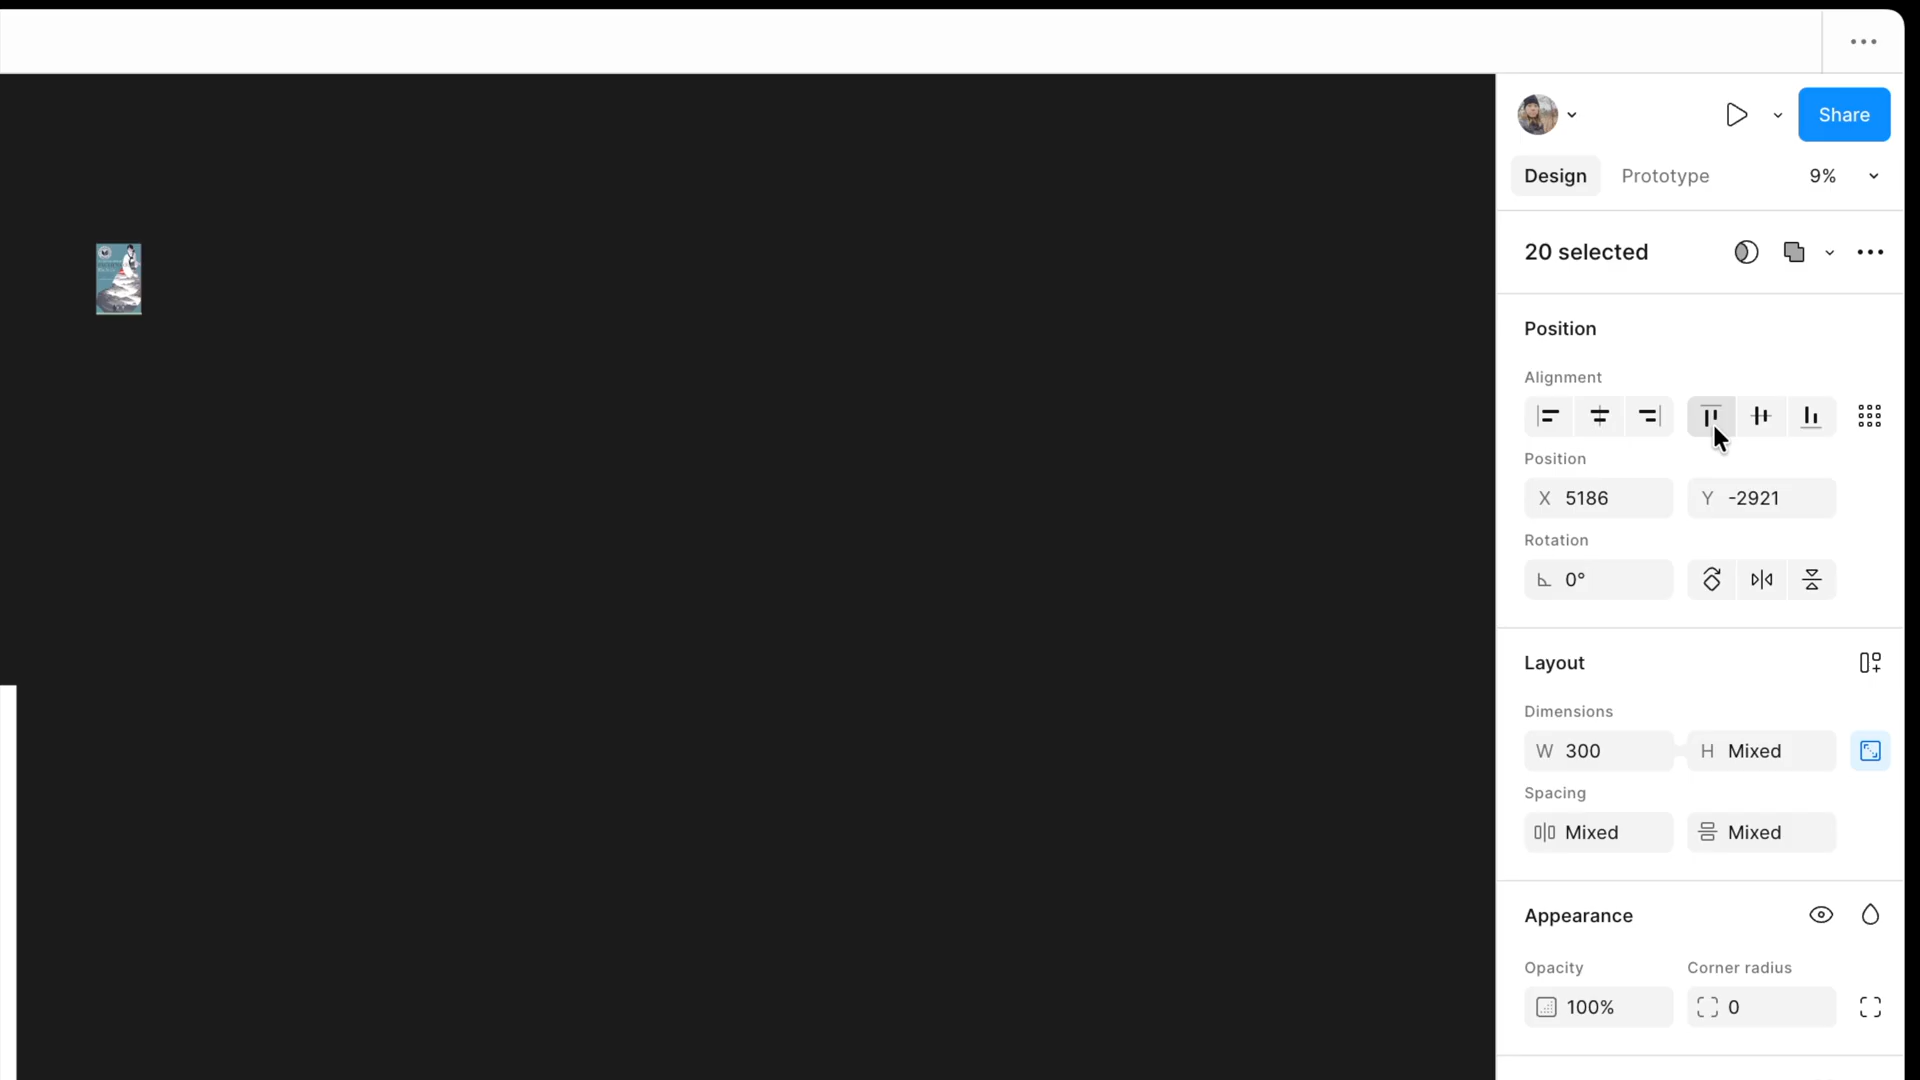 Share
Design Prototype 9%
20 selected
Position
Alignment
Position
X 5186 Y -2921
Rotation
0°
Layout
Dimensions
W 300 H Mixed
Spacing
Mixed Mixed
Appearance
Opacity Corner radius
100% 0